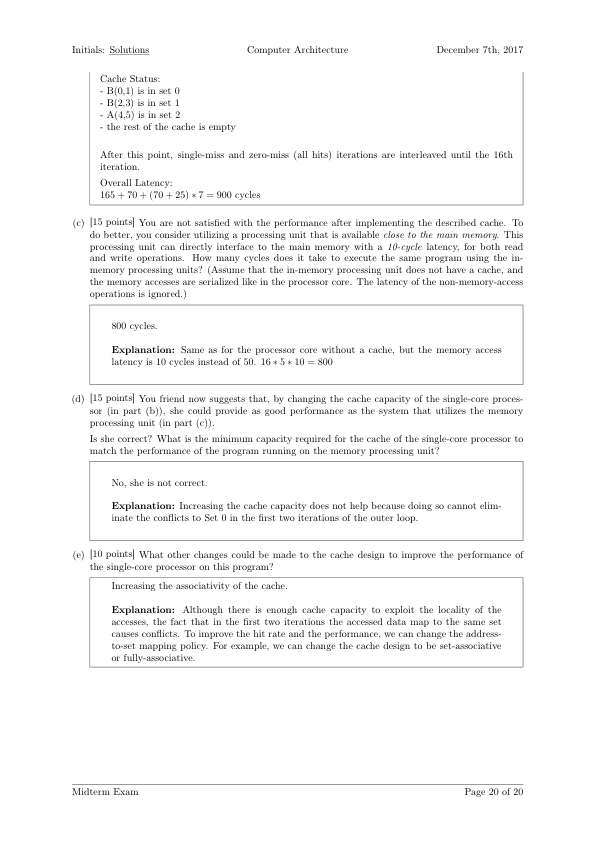 Initials: Solutions Computer Architecture December 7th, 2017
Cache Status:
- B(0,1) is in set 0
- B(2,3) is in set 1
- A(4,5) is in set 2
- the rest of the cache is empty
After this point, single-miss and zero-miss (all hits) iterations are interleaved until the 16th
iteration.
Overall Latency:
165 + 70 + (70 + 25) ∗ 7 = 900 cycles
(c) [15 points] You are not satisfied with the performance after implementing the described cache. To
do better, you consider utilizing a processing unit that is available close to the main memory. This
processing unit can directly interface to the main memory with a 10-cycle latency, for both read
and write operations. How many cycles does it take to execute the same program using the in-
memory processing units? (Assume that the in-memory processing unit does not have a cache, and
the memory accesses are serialized like in the processor core. The latency of the non-memory-access
operations is ignored.)
800 cycles.
Explanation: Same as for the processor core without a cache, but the memory access
latency is 10 cycles instead of 50. 16 ∗ 5 ∗ 10 = 800
(d) [15 points] You friend now suggests that, by changing the cache capacity of the single-core proces-
sor (in part (b)), she could provide as good performance as the system that utilizes the memory
processing unit (in part (c)).
Is she correct? What is the minimum capacity required for the cache of the single-core processor to
match the performance of the program running on the memory processing unit?
No, she is not correct.
Explanation: Increasing the cache capacity does not help because doing so cannot elim-
inate the conflicts to Set 0 in the first two iterations of the outer loop.
(e) [10 points] What other changes could be made to the cache design to improve the performance of
the single-core processor on this program?
Increasing the associativity of the cache.
Explanation: Although there is enough cache capacity to exploit the locality of the
accesses, the fact that in the first two iterations the accessed data map to the same set
causes conflicts. To improve the hit rate and the performance, we can change the address-
to-set mapping policy. For example, we can change the cache design to be set-associative
or fully-associative.
Midterm Exam Page 20 of 20